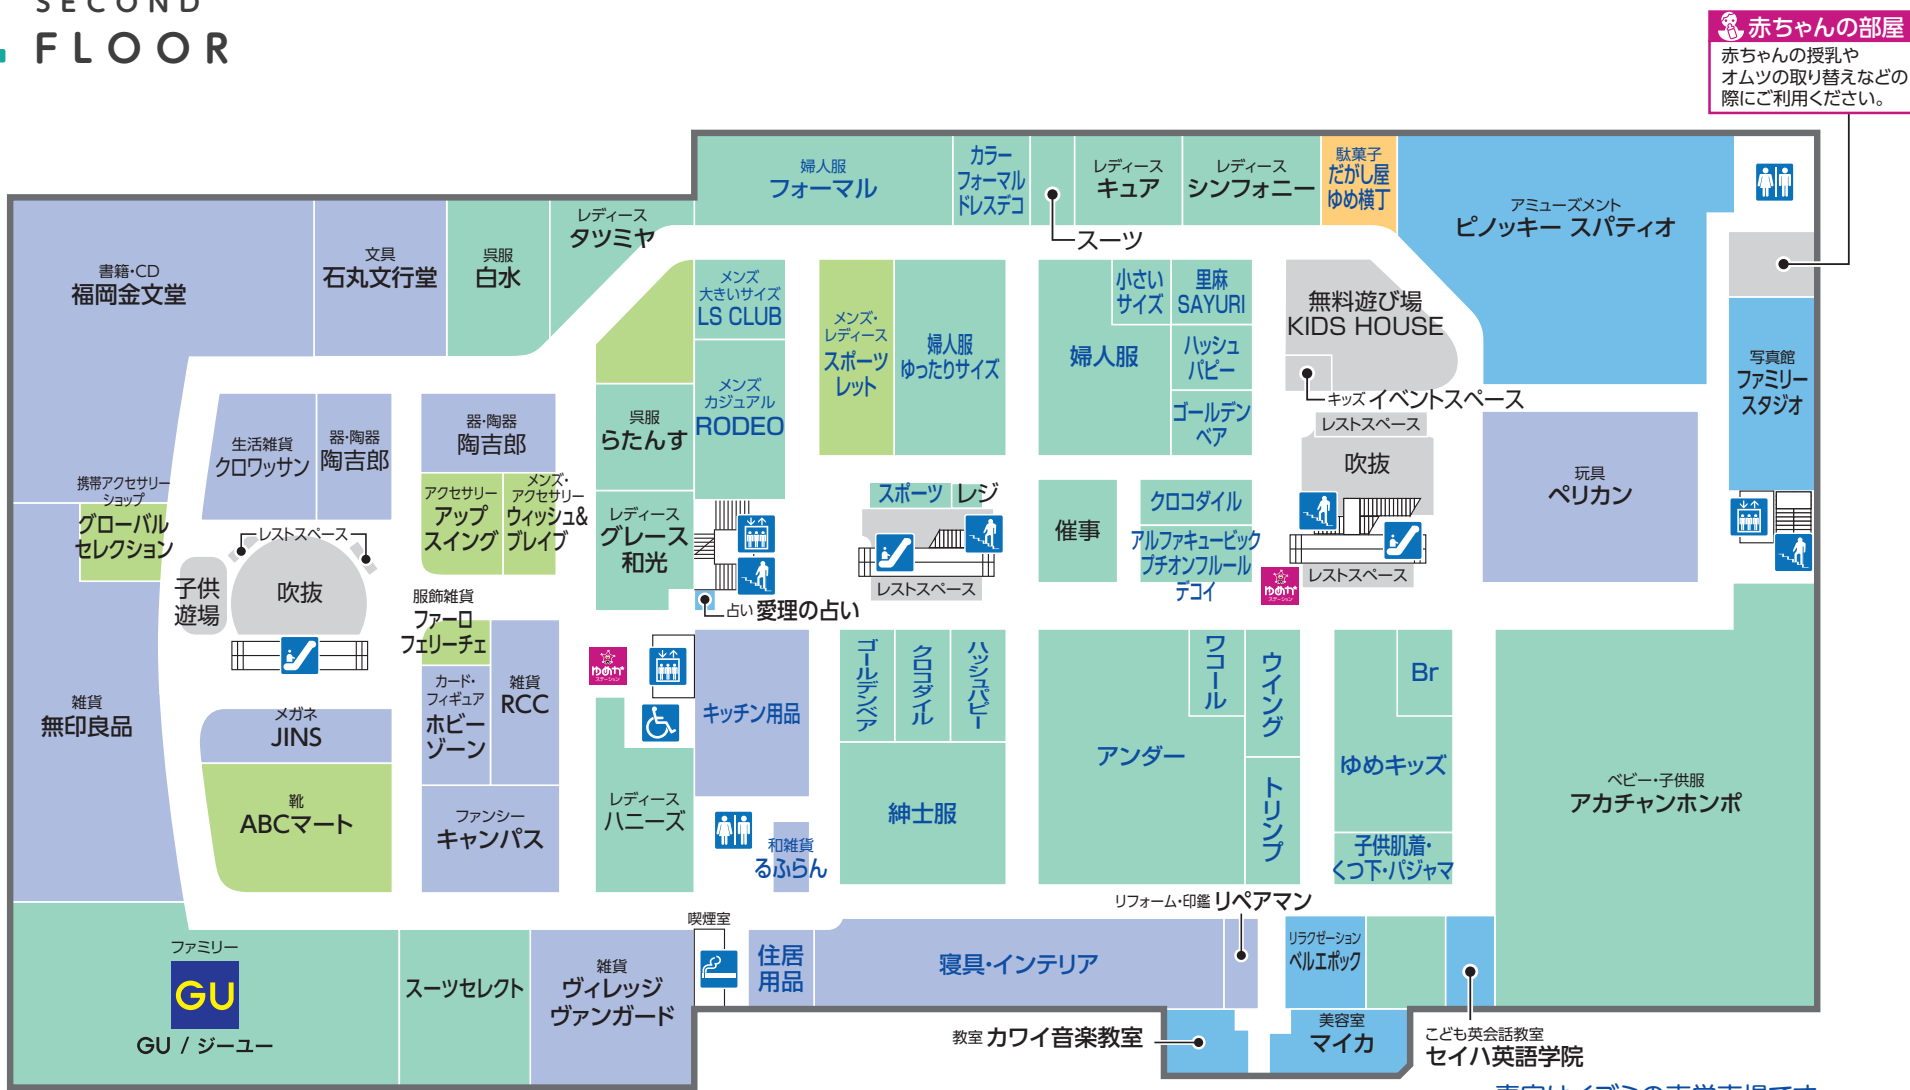 SECOND
FLOOR
赤ちゃんの部屋
赤ちゃんの授乳や
オムツの取り替えなどの
際にご利用ください。
婦人服
フォーマル
カラー
フォーマル
ドレスデコ
スーツ
レディース
キュア
レディース
シンフォニー
駄菓子
だがし屋
ゆめ横丁
アミューズメント
ピノッキー スパティオ
書籍・CD
福岡金文堂
文具
石丸文行堂
呉服
白水
レディース
タツミヤ
メンズ
大きいサイズ
LS CLUB
メンズ・
レディース
スポーツ
レット
婦人服
ゆったりサイズ
婦人服
小さい
サイズ
里麻
SAYURI
ハッシュ
パピー
ゴールデン
ベア
無料遊び場
KIDS HOUSE
キッズ イベントスペース
レストスペース
吹抜
レストスペース
写真館
ファミリー
スタジオ
玩具
ペリカン
生活雑貨
クロワッサン
器・陶器
陶吉郎
器・陶器
陶吉郎
呉服
らたんす
メンズ
カジュアル
RODEO
携帯アクセサリー
ショップ
グローバル
セレクション
アクセサリー
アップ
スイング
メンズ・
アクセサリー
ウィッシュ&
ブレイブ
レディース
グレース
和光
スポーツ
レジ
レストスペース
催事
クロコダイル
アルファキュービック
プチオンフルール
デコイ
ゆめか
ステーション
レストスペース
子供
遊場
吹抜
服飾雑貨
ファーロ
フェリーチェ
占い 愛理の占い
カード・
フィギュア
ホビー
ゾーン
雑貨
RCC
ゆめか
ステーション
キッチン用品
ゴールデンベア
クロコダイル
ハッシュパピー
アンダー
ワコール
ウイング
トリンプ
Br
ゆめキッズ
子供肌着・
くつ下・パジャマ
ベビー・子供服
アカチャンホンポ
雑貨
無印良品
メガネ
JINS
靴
ABCマート
ファンシー
キャンパス
レディース
ハニーズ
和雑貨
るふらん
紳士服
ファミリー
GU
GU / ジーユー
スーツセレクト
雑貨
ヴィレッジ
ヴァンガード
喫煙室
住居
用品
寝具・インテリア
リフォーム・印鑑 リペアマン
リラクゼーション
ベルエポック
教室 カワイ音楽教室
美容室
マイカ
こども英会話教室
セイハ英語学院